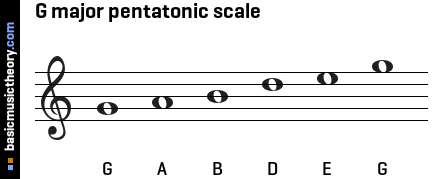 G major pentatonic scale
basicmusictheory.com
G A B D E G